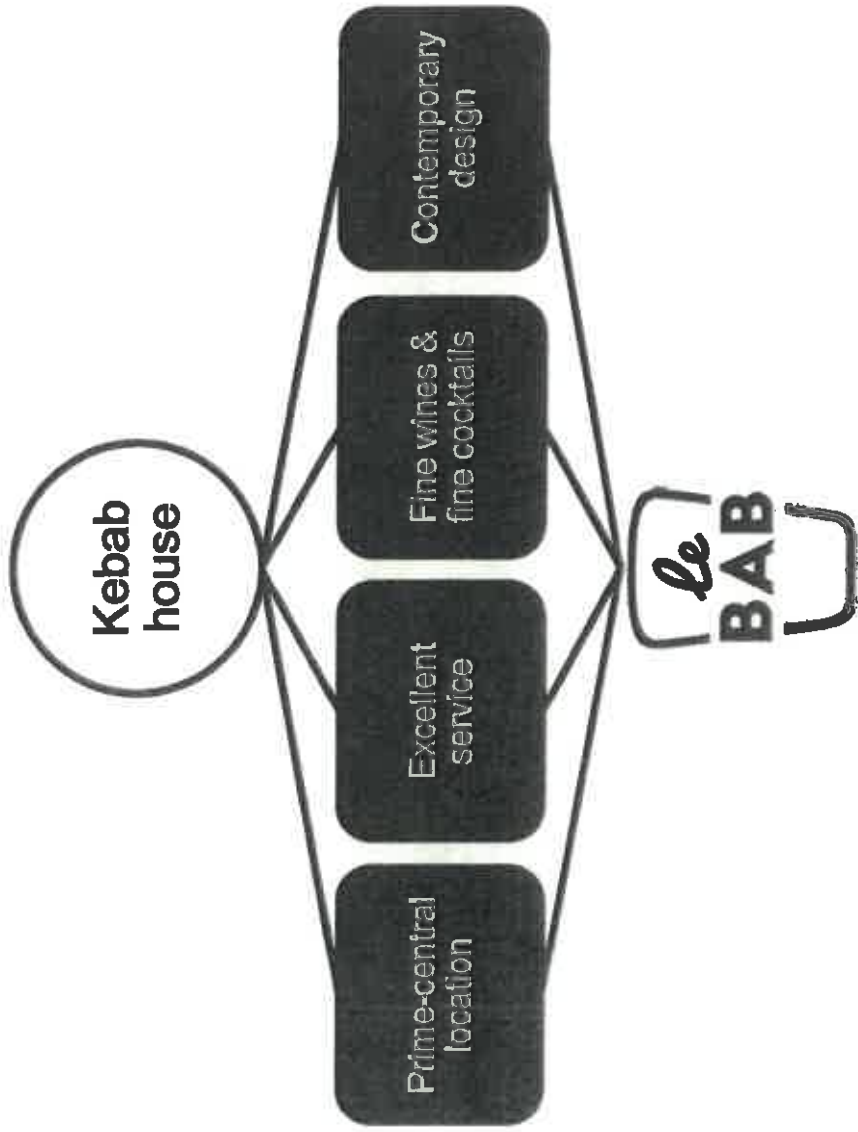 Kebab
house
Prime-central
location
Excellent
service
Fine wines &
fine cocktails
Contemporary
design
le
BAB